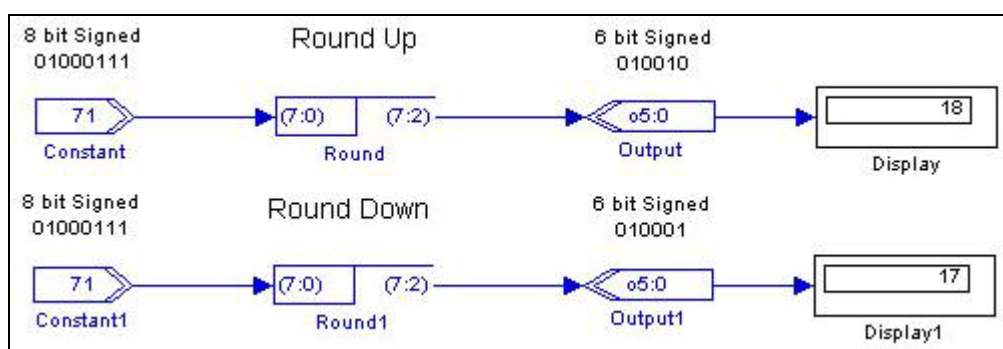 8 bit Signed
01000111
Round Up
6 bit Signed
010010
71
(7:0)
(7:2)
o5:0
18
Constant
Round
Output
Display
8 bit Signed
01000111
Round Down
6 bit Signed
010001
71
(7:0)
(7:2)
o5:0
17
Constant1
Round1
Output1
Display1